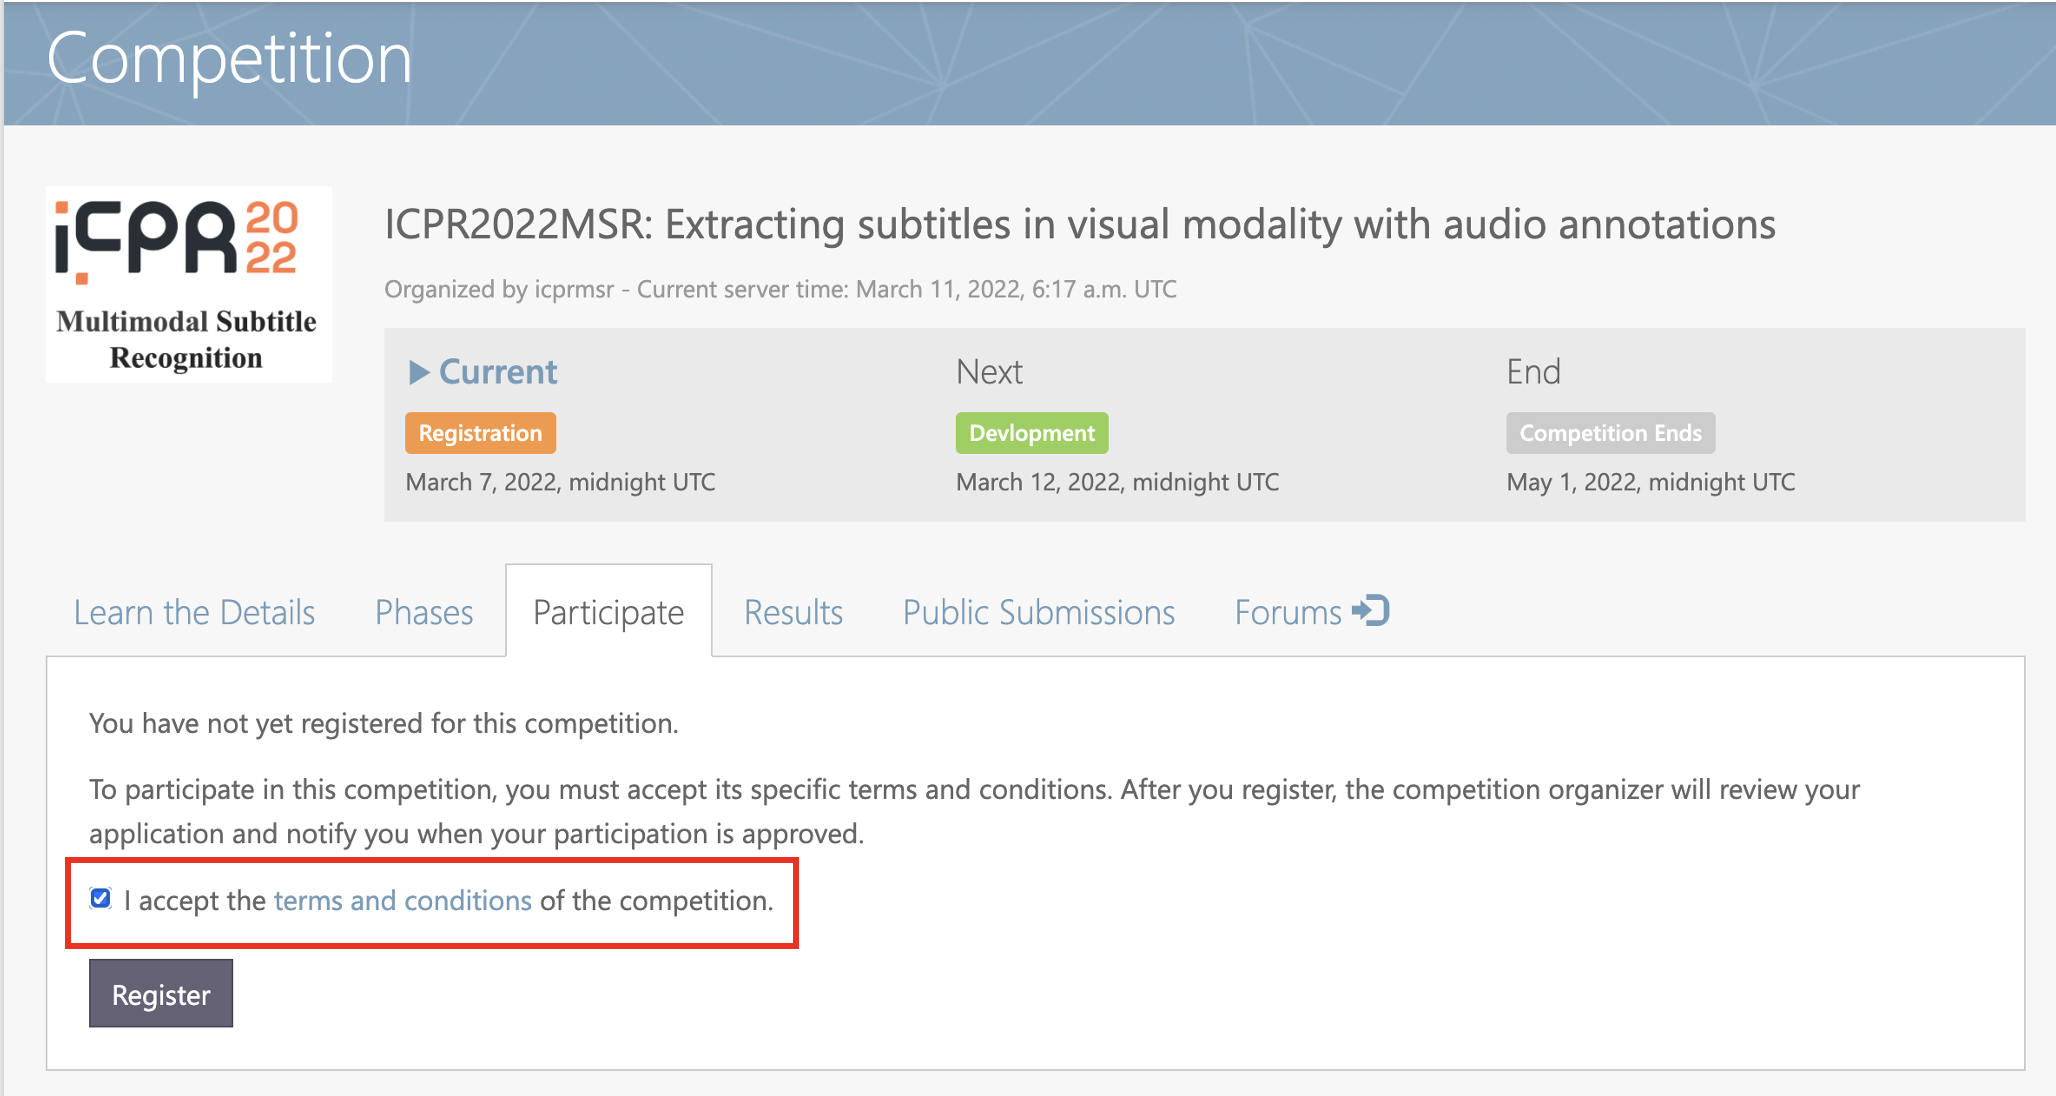 Competition
iCPR 20
22
Multimodal Subtitle
Recognition
ICPR2022MSR: Extracting subtitles in visual modality with audio annotations
Organized by icprmsr - Current server time: March 11, 2022, 6:17 a.m. UTC
Current
Next
End
Registration
Devlopment
Competition Ends
March 7, 2022, midnight UTC
March 12, 2022, midnight UTC
May 1, 2022, midnight UTC
Learn the Details
Phases
Participate
Results
Public Submissions
Forums
You have not yet registered for this competition.
To participate in this competition, you must accept its specific terms and conditions. After you register, the competition organizer will review your
application and notify you when your participation is approved.
I accept the terms and conditions of the competition.
Register